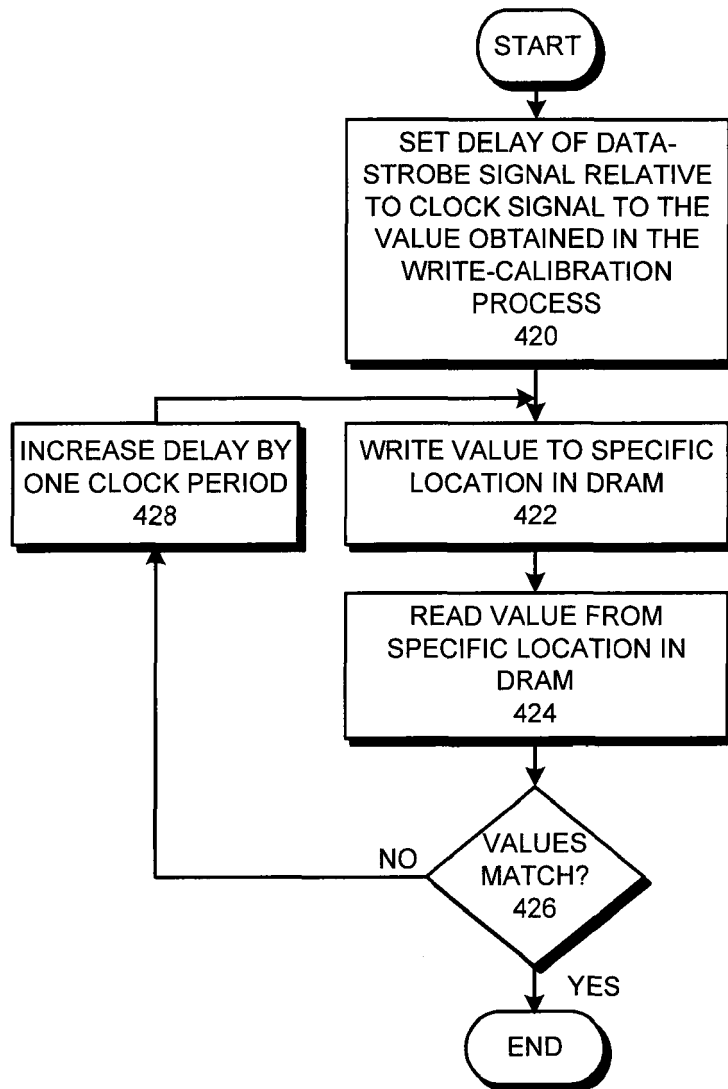 START
SET DELAY OF DATA-
STROBE SIGNAL RELATIVE
TO CLOCK SIGNAL TO THE
VALUE OBTAINED IN THE
WRITE-CALIBRATION
PROCESS
420
INCREASE DELAY BY
ONE CLOCK PERIOD
428
WRITE VALUE TO SPECIFIC
LOCATION IN DRAM
422
READ VALUE FROM
SPECIFIC LOCATION IN
DRAM
424
NO
VALUES
MATCH?
426
YES
END